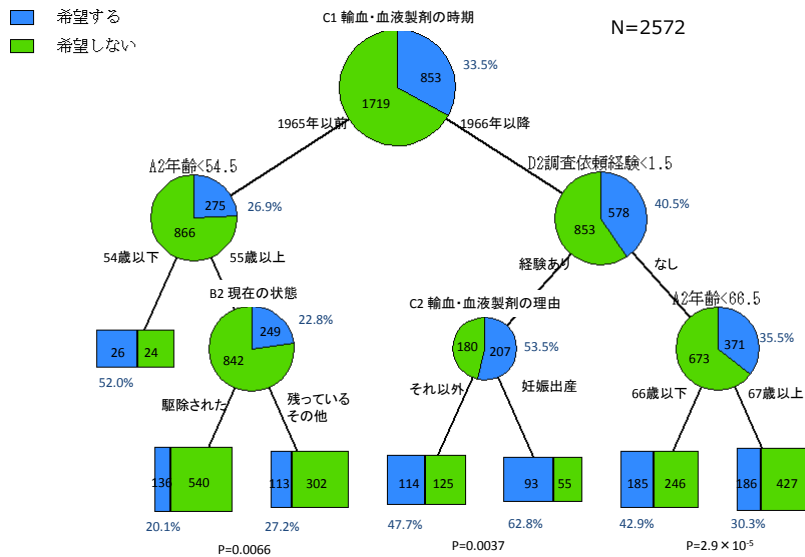 希望する
希望しない
C1 輸血・血液製剤の時期
N=2572
853
33.5%
1719
1965年以前
1966年以降
A2年齢<54.5
D2調査依頼経験<1.5
275
26.9%
866
578
40.5%
853
54歳以下
55歳以上
経験あり
なし
B2 現在の状態
C2 輸血・血液製剤の理由
A2年齢<66.5
26
24
52.0%
249
22.8%
842
180
207
53.5%
371
35.5%
673
駆除された
残っている
その他
それ以外
妊娠出産
66歳以下
67歳以上
136
540
20.1%
113
302
27.2%
114
125
47.7%
93
55
62.8%
185
246
42.9%
186
427
30.3%
P=0.0066
P=0.0037
P=2.9×10-5